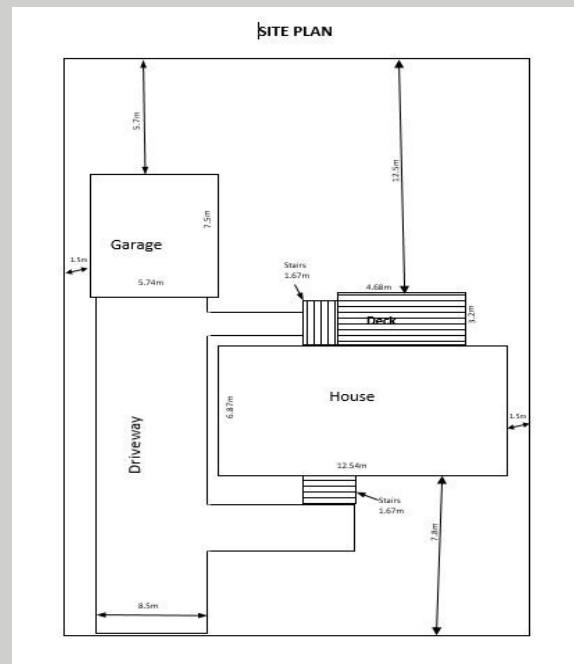 SITE PLAN
5.7m
12.5m
7.5m
Garage
1.5m
5.74m
Stairs
1.67m
4.68m
Deck
3.2m
6.87m
House
1.5m
Driveway
12.54m
Stairs
1.67m
7.8m
8.5m